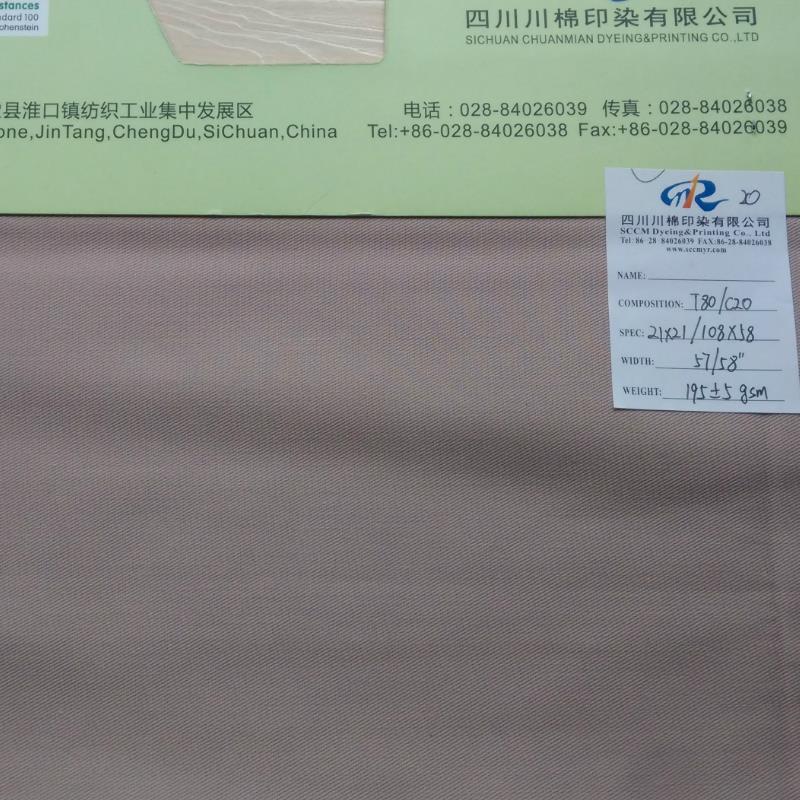 stances
ndard 100
ohenstein
四川川棉印染有限公司
SICHUAN CHUANMIAN DYEING&PRINTING CO.,LTD
县淮口镇纺织工业集中发展区
电话：028-84026039 传真：028-84026038
one,JinTang,ChengDu,SiChuan,China
Tel:+86-028-84026038 Fax:+86-028-84026039
20
四川川棉印染有限公司
SCCM Dyeing&Printing Co., Ltd
Tel: 86 28 84026039 FAX:86-28-84026038
www.sccmyr.com
NAME:
COMPOSITION: T80/C20
SPEC: 21X21/108X58
WIDTH: 57/58"
WEIGHT: 195±5 gsm